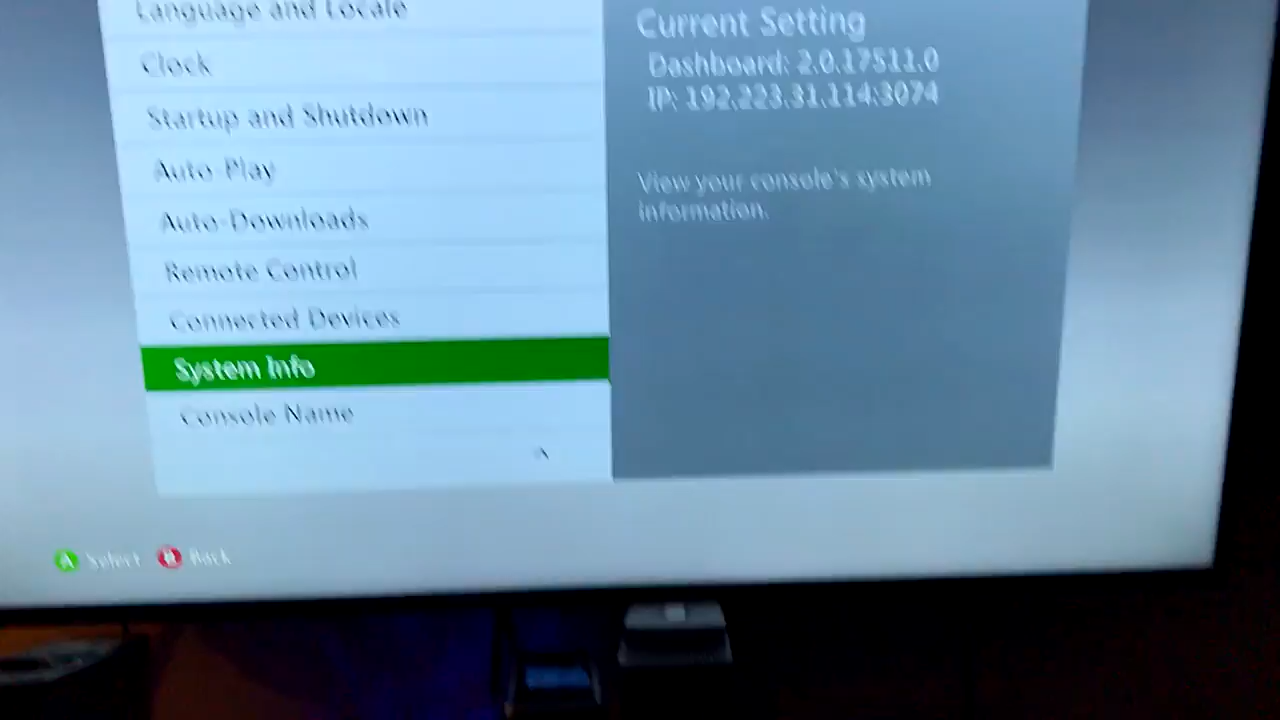 Language and Locale
Clock
Startup and Shutdown
Auto-Play
Auto-Downloads
Remote Control
Connected Devices
System Info
Console Name
Current Setting
Dashboard: 2.0.17511.0
IP: 192.223.31.114:3074
View your console's system
information.
A Select B Back